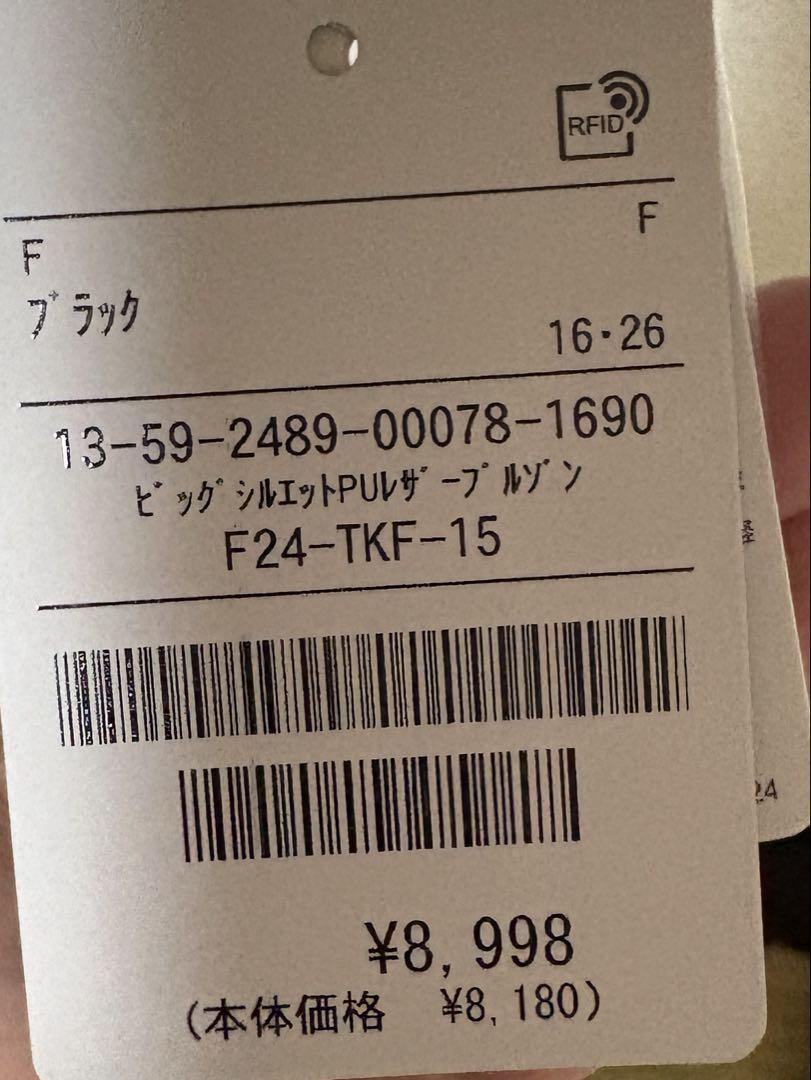 RFID
F F
ﾌﾞﾗｯｸ
16・26
13-59-2489-00078-1690
ﾋﾞｯｸﾞｼﾙｴｯﾄPUﾚｻﾞｰﾌﾞﾙｿﾞﾝ
F24-TKF-15
¥8,998
(本体価格 ¥8,180)
24